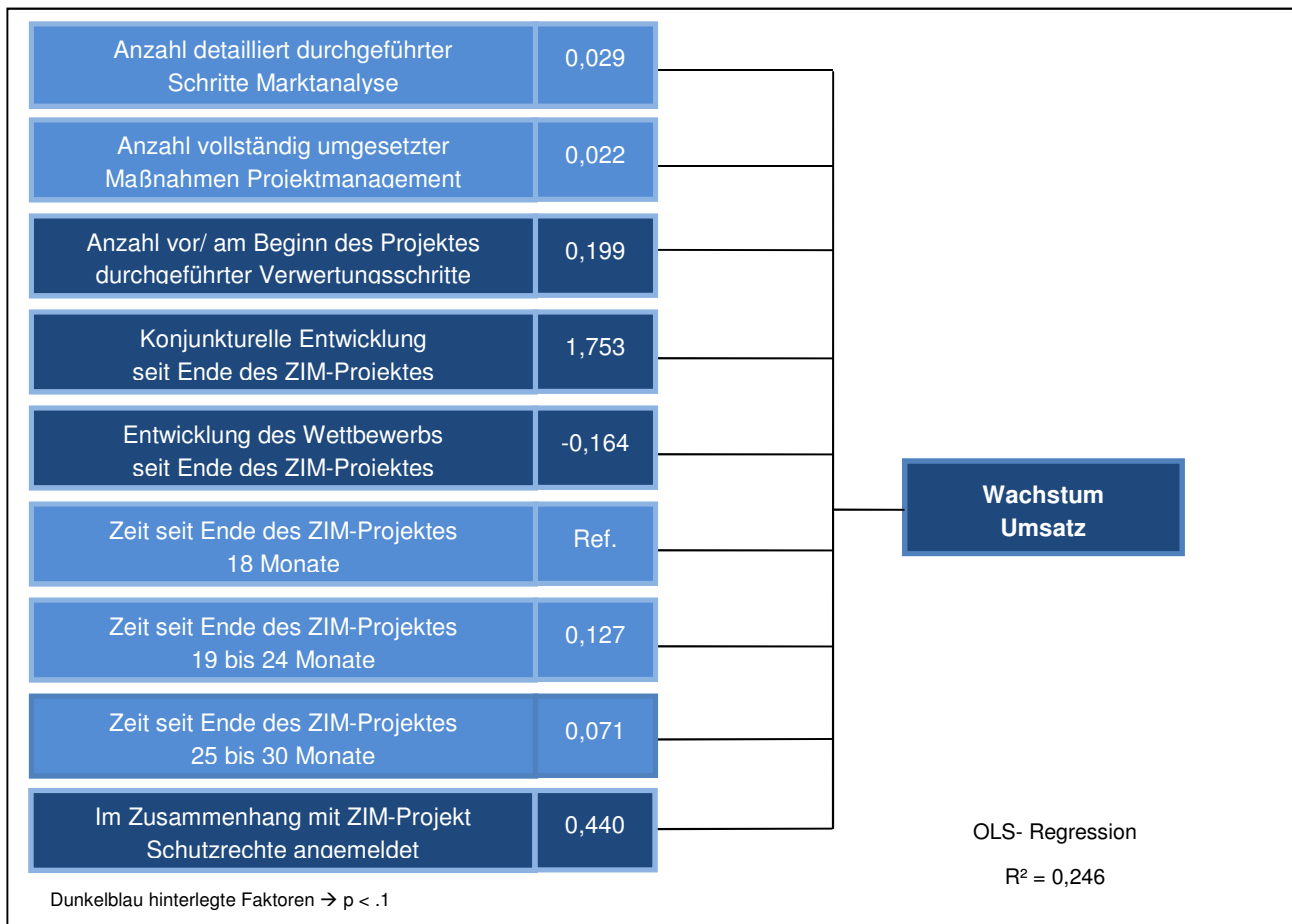 Anzahl detailliert durchgeführter
Schritte Marktanalyse
0,029
Anzahl vollständig umgesetzter
Maßnahmen Projektmanagement
0,022
Anzahl vor/ am Beginn des Projektes
durchgeführter Verwertungsschritte
0,199
Konjunkturelle Entwicklung
seit Ende des ZIM-Projektes
1,753
Entwicklung des Wettbewerbs
seit Ende des ZIM-Projektes
-0,164
Zeit seit Ende des ZIM-Projektes
18 Monate
Ref.
Zeit seit Ende des ZIM-Projektes
19 bis 24 Monate
0,127
Zeit seit Ende des ZIM-Projektes
25 bis 30 Monate
0,071
Im Zusammenhang mit ZIM-Projekt
Schutzrechte angemeldet
0,440
Wachstum
Umsatz
OLS- Regression
R² = 0,246
Dunkelblau hinterlegte Faktoren → p < .1